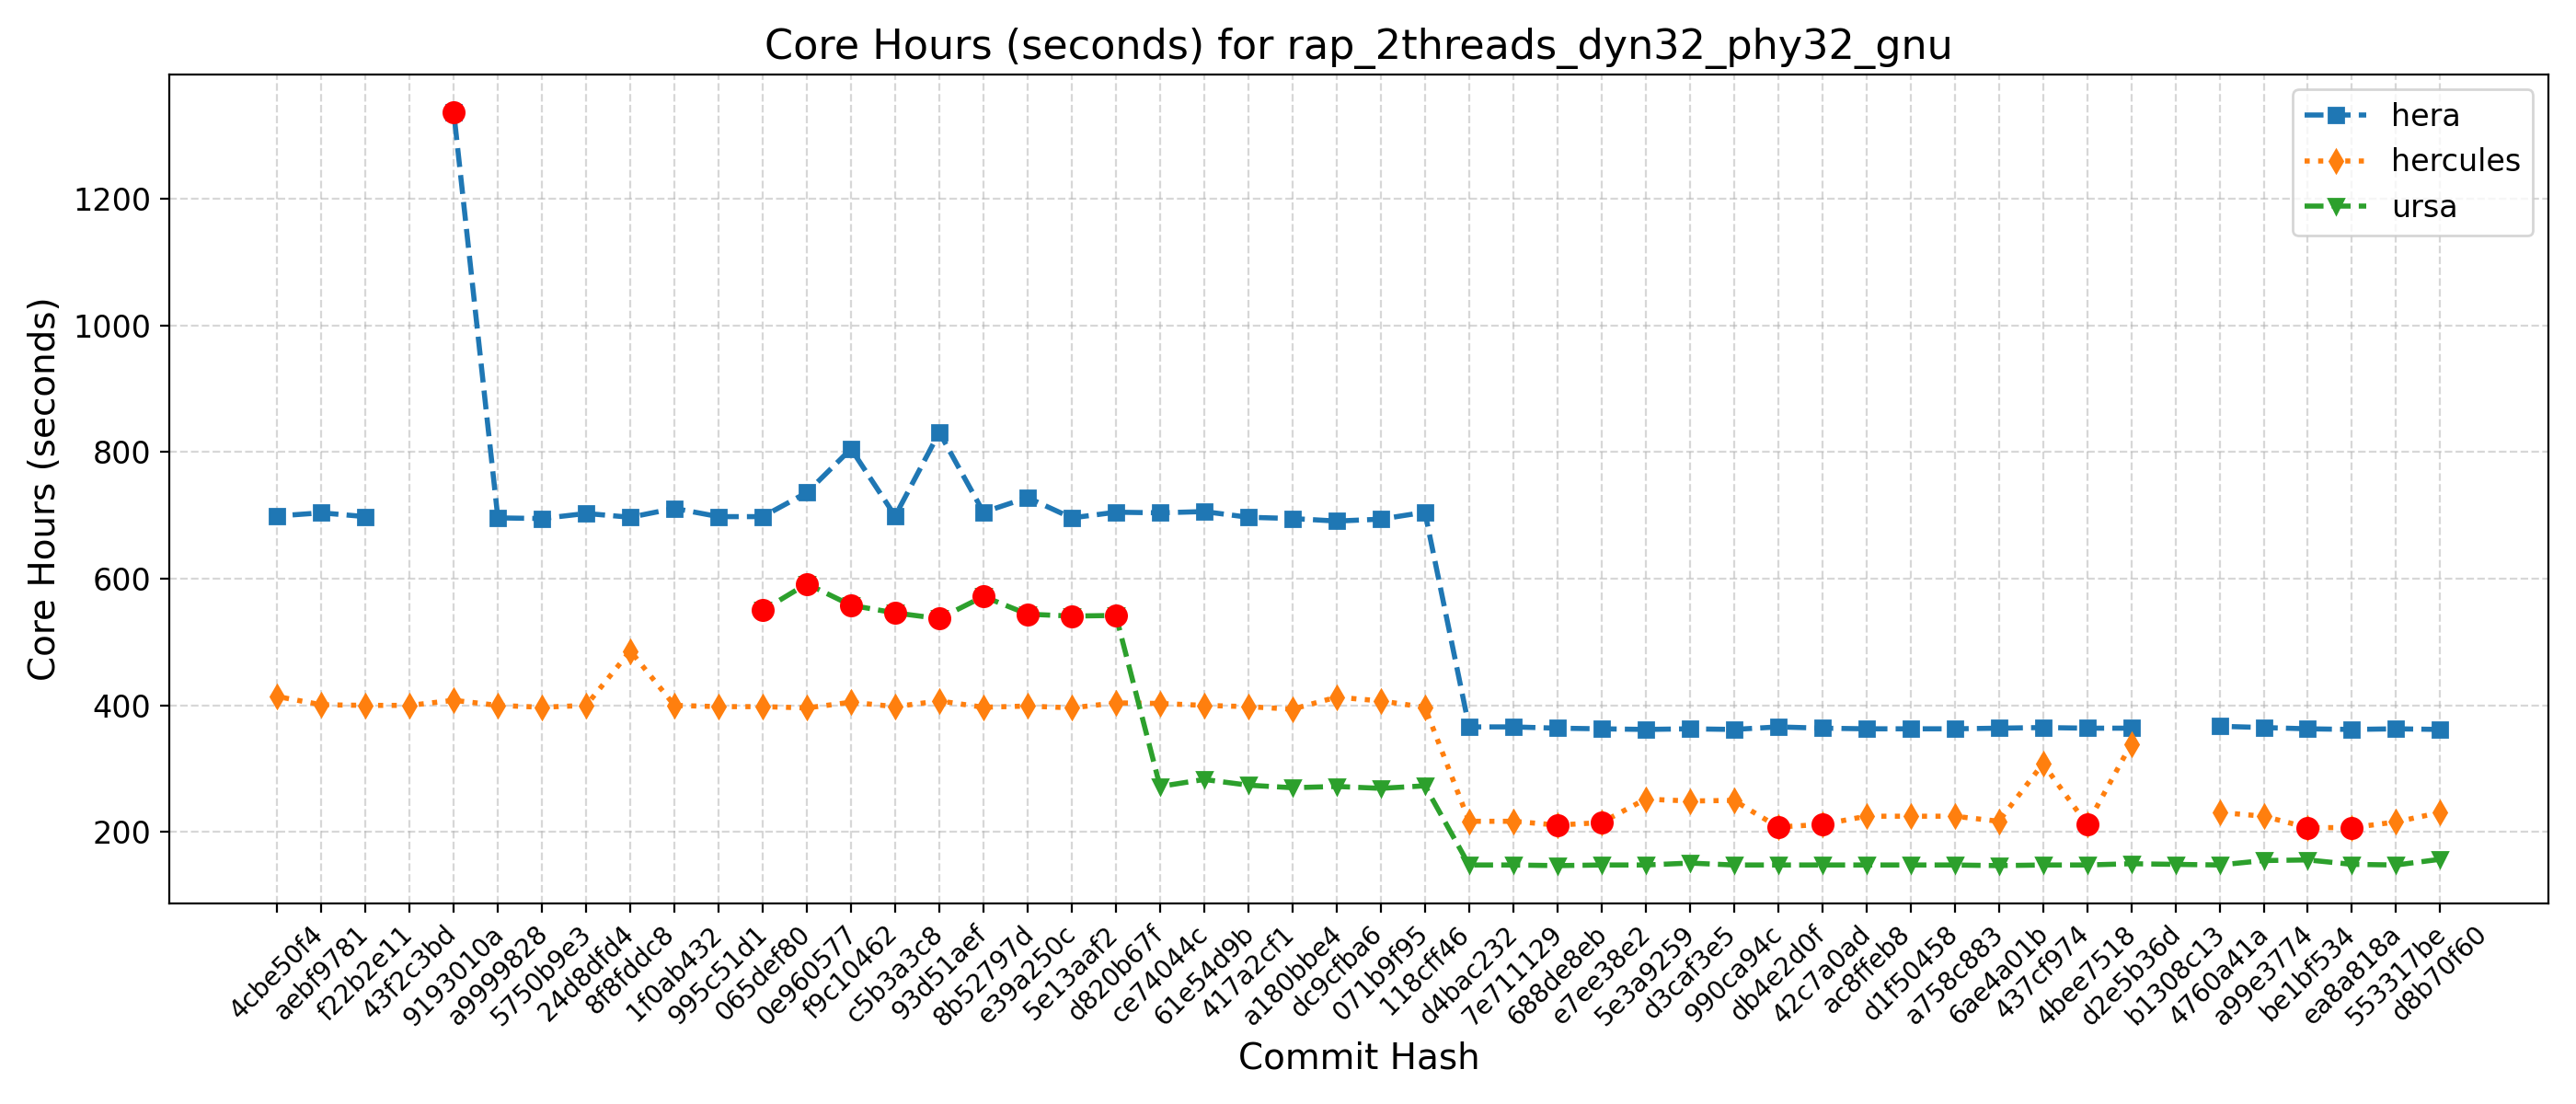 Core Hours (seconds) for rap_2threads_dyn32_phy32_gnu
hera
hercules
ursa
Core Hours (seconds)
1200
1000
800
600
400
200
4cbe50f4
aebf9781
f22b2e11
43f2c3bd
9193010a
a9999828
5750b9e3
24d8dfd4
8f8fddc8
1f0ab432
995c51d1
065def80
0e960577
f9c10462
c5b3a3c8
93d51aef
8b52797d
e39a250c
5e13aaf2
d820b67f
ce74044c
61e54d9b
417a2cf1
a180bbe4
dc9cfba6
071b9f95
118cff46
d4bac232
7e711129
688de8eb
e7ee38e2
5e3a9259
d3caf3e5
990ca94c
db4e2d0f
42c7a0ad
ac8ffeb8
d1f50458
a758c883
6ae4a01b
437cf974
4bee7518
d2e5b36d
b1308c13
4760a41a
a99e3774
be1bf534
ea8a818a
553317be
d8b70f60
Commit Hash